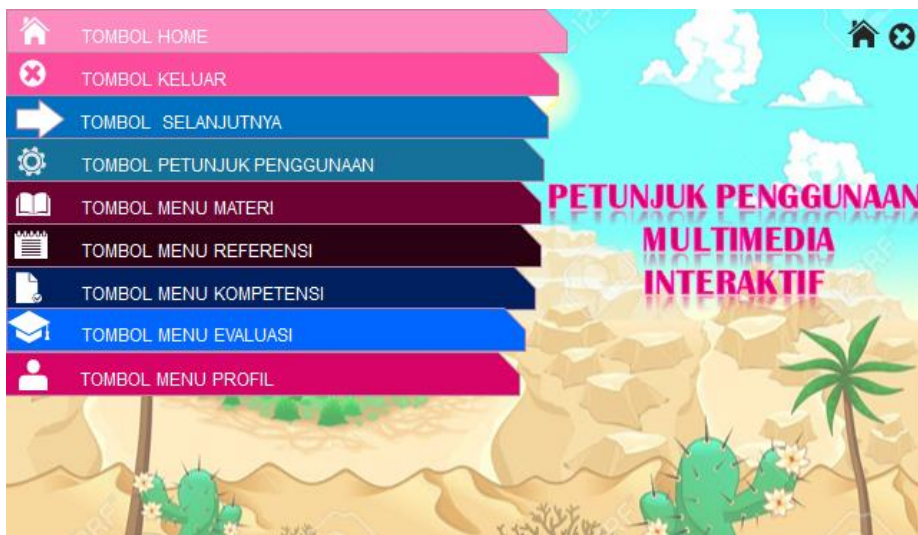 TOMBOL HOME
TOMBOL KELUAR
TOMBOL SELANJUTNYA
TOMBOL PETUNJUK PENGGUNAAN
TOMBOL MENU MATERI
TOMBOL MENU REFERENSI
TOMBOL MENU KOMPETENSI
TOMBOL MENU EVALUASI
TOMBOL MENU PROFIL
PETUNJUK PENGGUNAAN
MULTIMEDIA
INTERAKTIF